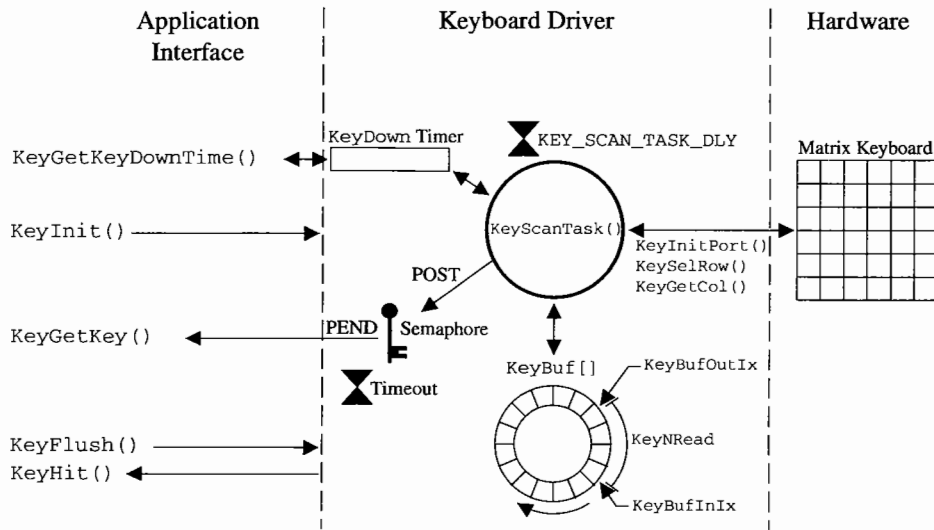 Application
Interface
Keyboard Driver
Hardware
KeyDown Timer
KEY_SCAN_TASK_DLY
KeyGetKeyDownTime()
Matrix Keyboard
KeyInit()
KeyScanTask()
KeyInitPort()
KeySelRow()
KeyGetCol()
POST
PEND
Semaphore
KeyGetKey()
Timeout
KeyBuf[]
KeyBufOutIx
KeyFlush()
KeyNRead
KeyHit()
KeyBufInIx